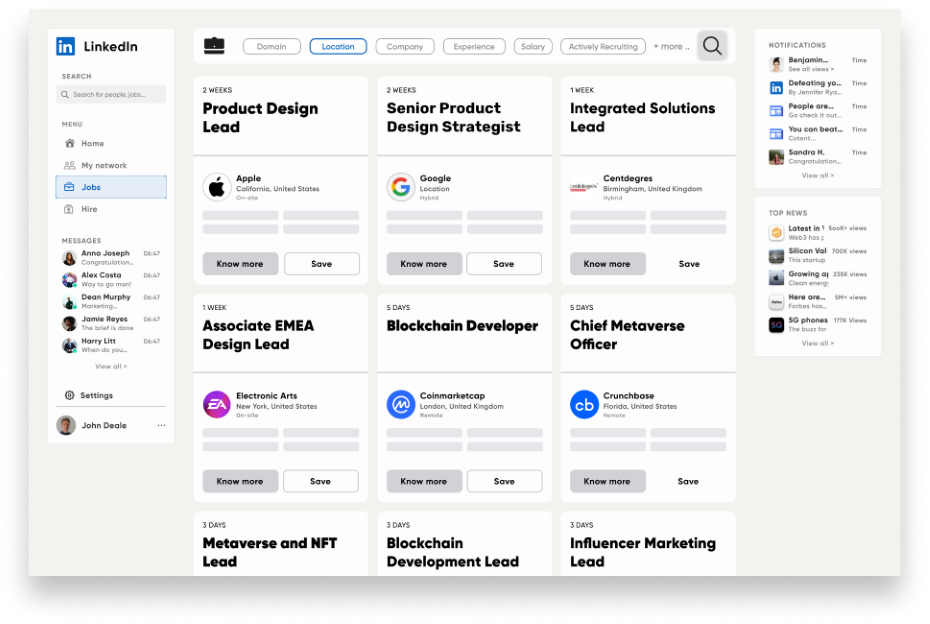 in LinkedIn
SEARCH
Search for people, jobs...
MENU
Home
My network
Jobs
Hire
MESSAGES
Anna Joseph 06:47
Congratulation...
Alex Costa 06:47
Way to go man!
Dean Murphy 06:47
Marketing...
Jamie Reyes 06:47
The brief is done
Harry Litt 06:47
When do you...
View all >
Settings
John Deale ...
Domain
Location
Company
Experience
Salary
Actively Recruiting
+ more ..
2 WEEKS
Product Design
Lead
Apple
California, United States
On-site
Know more
Save
2 WEEKS
Senior Product
Design Strategist
Google
Location
Hybrid
Know more
Save
1 WEEK
Integrated Solutions
Lead
Centdegres
Birmingham, United Kingdom
Hybrid
Know more
Save
1 WEEK
Associate EMEA
Design Lead
EA
Electronic Arts
New York, United States
On-site
Know more
Save
5 DAYS
Blockchain Developer
Coinmarketcap
London, United Kingdom
Remote
Know more
Save
5 DAYS
Chief Metaverse
Officer
cb
Crunchbase
Florida, United States
Remote
Know more
Save
3 DAYS
Metaverse and NFT
Lead
3 DAYS
Blockchain
Development Lead
3 DAYS
Influencer Marketing
Lead
NOTIFICATIONS
Benjamin... Time
See all views >
in
Defeating yo... Time
By Jennifer Rya...
People are... Time
Go check it out...
You can beat... Time
Cotent...
Sandra H. Time
Congratulation...
View all >
TOP NEWS
Latest in 500K+ views
Web3 has
Silicon Val 700K views
This startup
Growing 235K views
Clean energy
Here are... 5M+ views
Forbes has...
5G
5G phones 177K Views
The buzz for
View all >